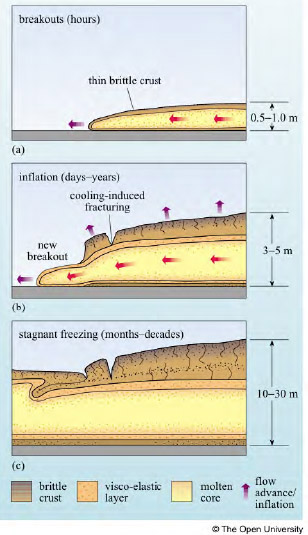 breakouts (hours)
thin brittle crust
0.5–1.0 m
(a)
inflation (days–years)
cooling-induced
fracturing
new
breakout
3–5 m
(b)
stagnant freezing (months–decades)
10–30 m
(c)
brittle
crust
visco-elastic
layer
molten
core
flow
advance/
inflation
© The Open University